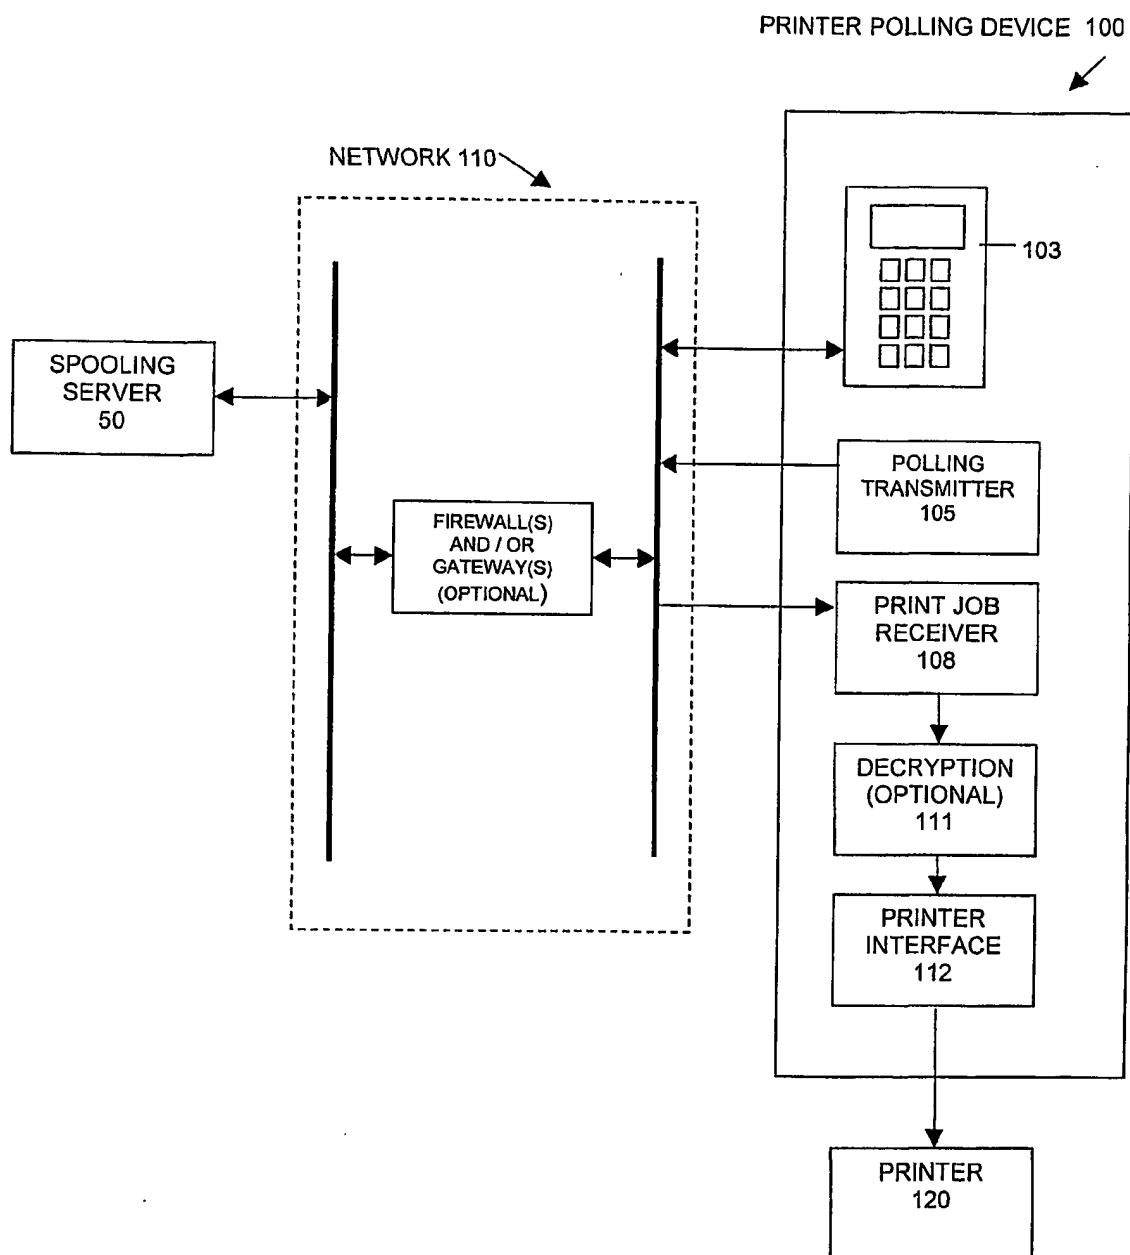 PRINTER POLLING DEVICE 100
NETWORK 110
103
SPOOLING
SERVER
50
POLLING
TRANSMITTER
105
FIREWALL(S)
AND / OR
GATEWAY(S)
(OPTIONAL)
PRINT JOB
RECEIVER
108
DECRYPTION
(OPTIONAL)
111
PRINTER
INTERFACE
112
PRINTER
120